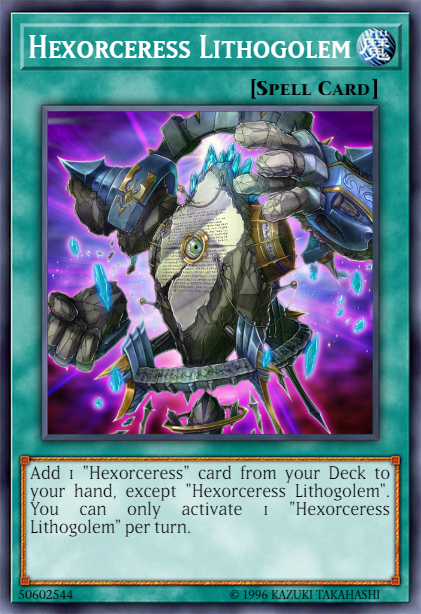 Hexorceress Lithogolem 魔
[Spell Card]
Add 1 "Hexorceress" card from your Deck to
your hand, except "Hexorceress Lithogolem".
You can only activate 1 "Hexorceress
Lithogolem" per turn.
50602544 © 1996 KAZUKI TAKAHASHI